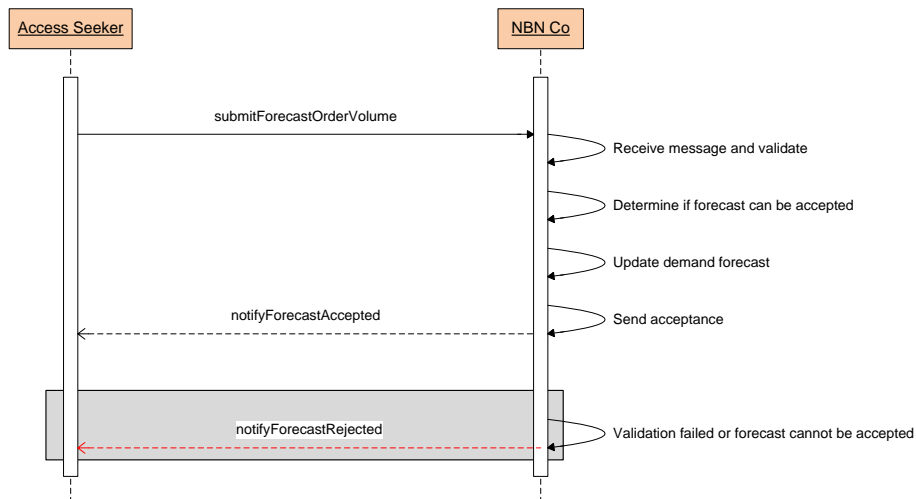 Access Seeker
NBN Co
submitForecastOrderVolume
Receive message and validate
Determine if forecast can be accepted
Update demand forecast
notifyForecastAccepted
Send acceptance
notifyForecastRejected
Validation failed or forecast cannot be accepted